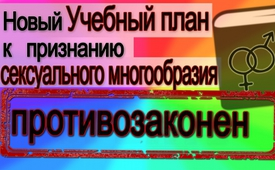 Новый Учебный план
к признанию
сексуального многообразия
противозаконен